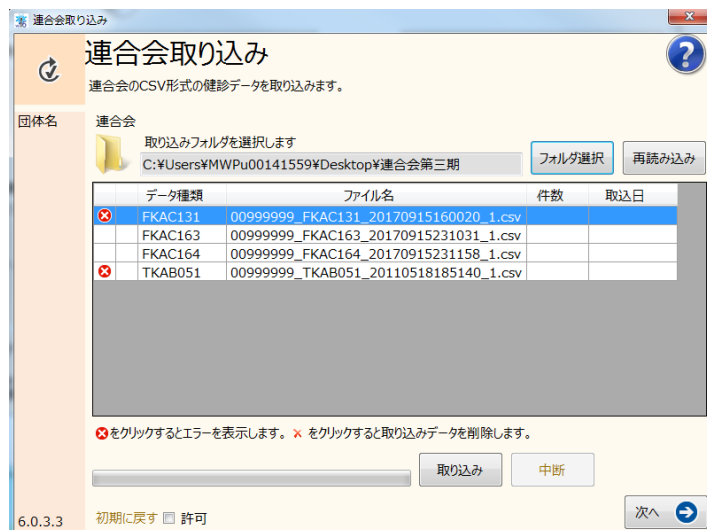 連合会取り込み
連合会取り込み
連合会のCSV形式の健診データを取り込みます。
団体名
連合会
取り込みフォルダを選択します
C:¥Users¥MWPu00141559¥Desktop¥連合会第三期
フォルダ選択
再読み込み
データ種類 ファイル名 件数 取込日
FKAC131 00999999_FKAC131_20170915160020_1.csv
FKAC163 00999999_FKAC163_20170915231031_1.csv
FKAC164 00999999_FKAC164_20170915231158_1.csv
TKAB051 00999999_TKAB051_20110518185140_1.csv
をクリックするとエラーを表示します。 をクリックすると取り込みデータを削除します。
取り込み
中断
初期に戻す 許可
次へ
6.0.3.3